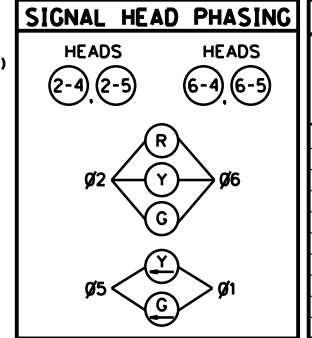 SIGNAL HEAD PHASING
)
HEADS HEADS
2-4, 2-5 6-4, 6-5
R
Ø2 Y Ø6
G
Y
Ø5 Ø1
G